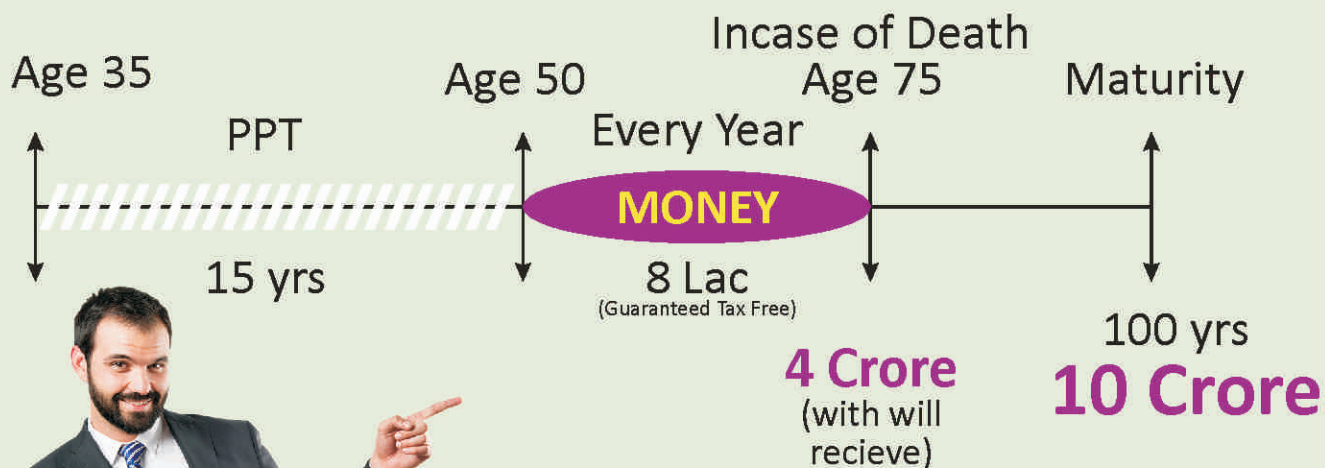 Incase of Death
Age 35
Age 50
Age 75
Maturity
PPT
Every Year
MONEY
15 yrs
8 Lac
(Guaranteed Tax Free)
100 yrs
4 Crore
10 Crore
(with will
recieve)